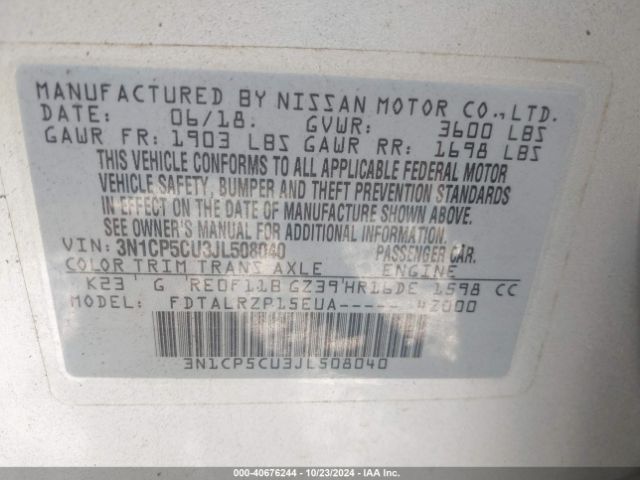 MANUFACTURED BY NISSAN MOTOR CO., LTD.
DATE: 06/18. GVWR: 3600 LBS
GAWR FR: 1903 LBS GAWR RR: 1698 LBS
THIS VEHICLE CONFORMS TO ALL APPLICABLE FEDERAL MOTOR
VEHICLE SAFETY, BUMPER AND THEFT PREVENTION STANDARDS
IN EFFECT ON THE DATE OF MANUFACTURE SHOWN ABOVE.
SEE OWNER'S MANUAL FOR ADDITIONAL INFORMATION.
VIN: 3N1CP5CU3JL508040 PASSENGER CAR.
COLOR TRIM TRANS AXLE ENGINE
K23 G RE0F11B GZ39 HR16DE 1598 CC
MODEL: FDTALRZP15EUA----- 42000
3N1CP5CU3JL508040
000-40676244 | 10/23/2024 | IAA Inc.